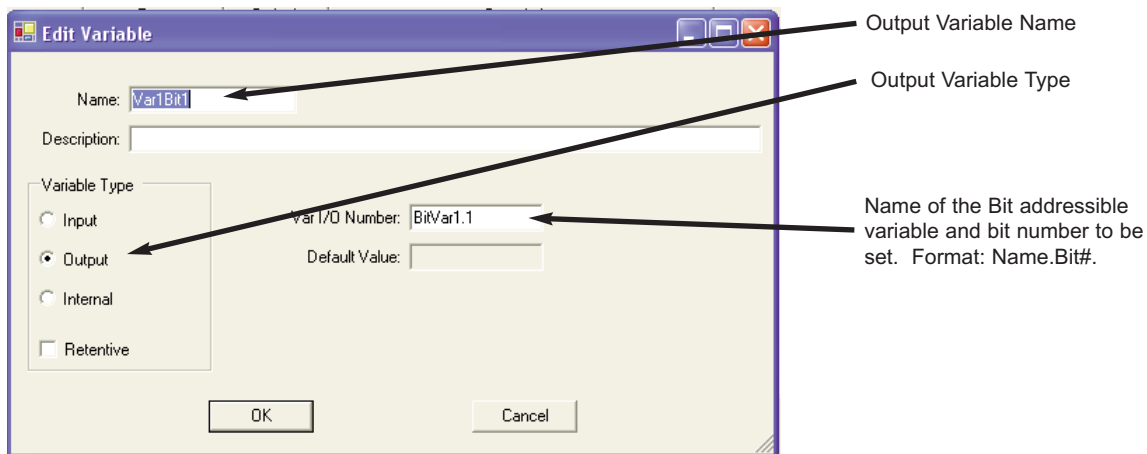 Edit Variable
Output Variable Name
Output Variable Type
Name: Var1Bit1
Description:
Variable Type
Input
Output
Internal
Retentive
Var I/O Number: BitVar1.1
Default Value:
Name of the Bit addressible
variable and bit number to be
set. Format: Name.Bit#.
OK
Cancel